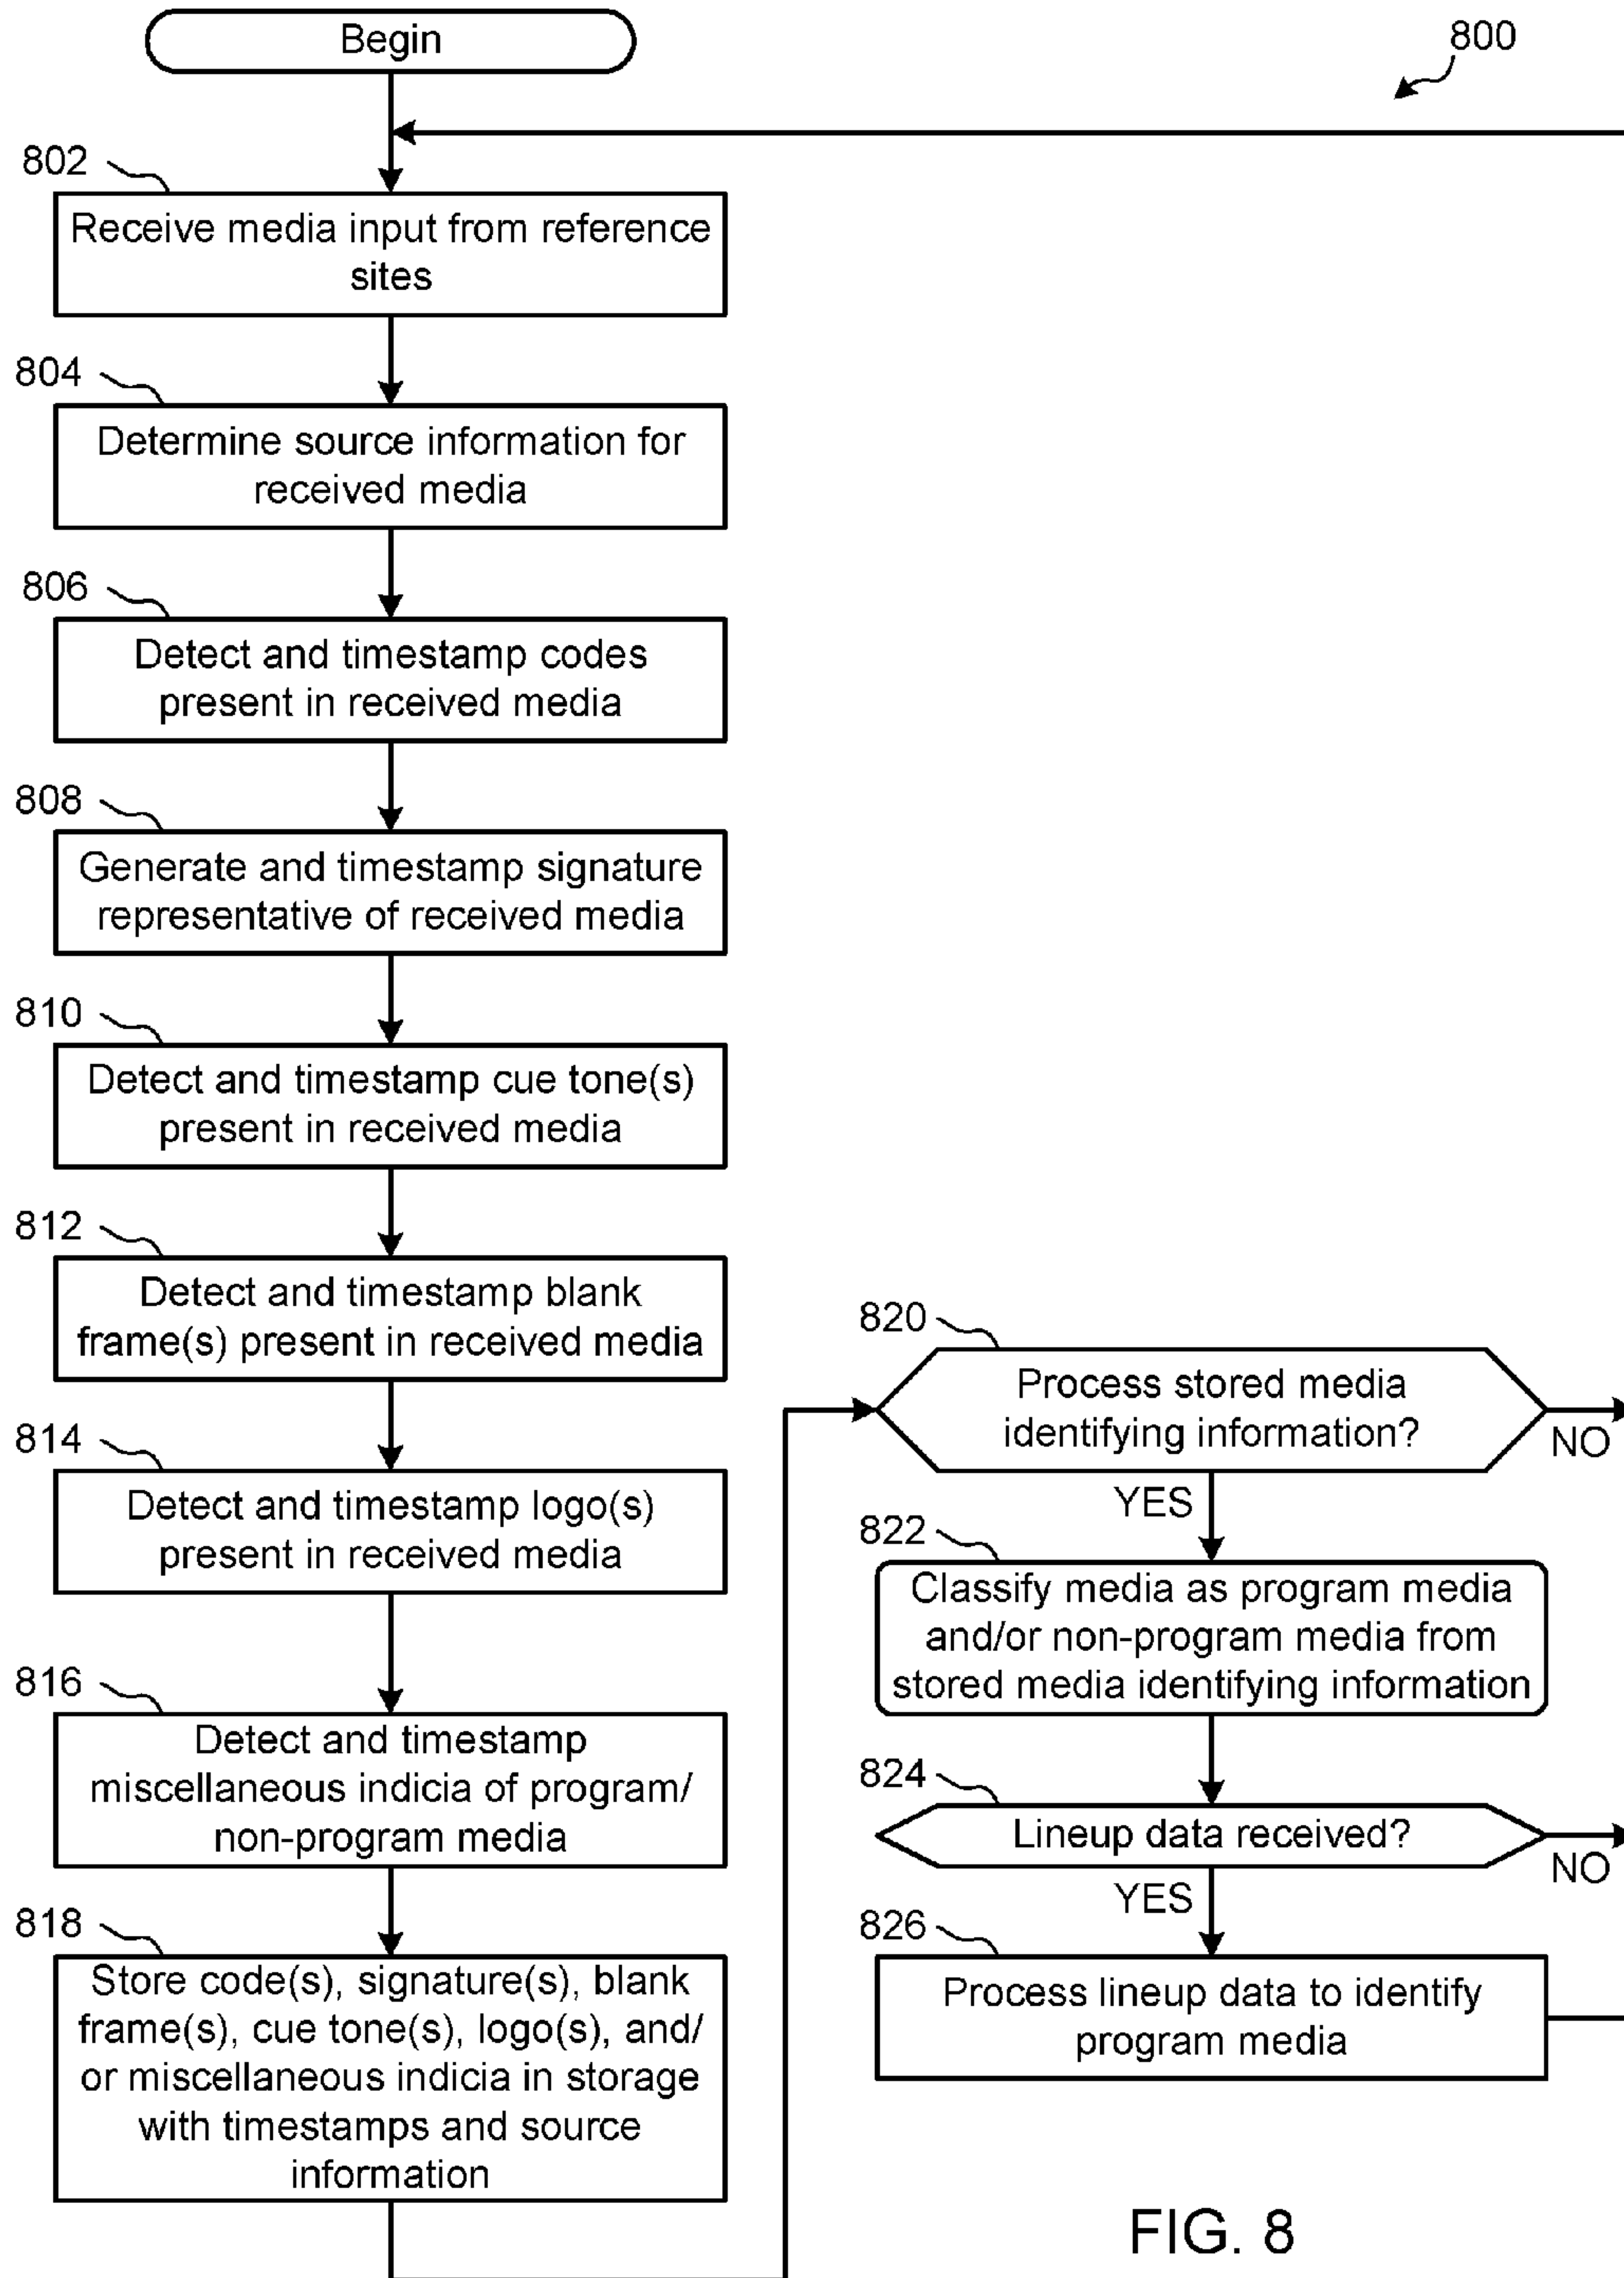 Begin
800
802
Receive media input from reference
sites
804
Determine source information for
received media
806
Detect and timestamp codes
present in received media
808
Generate and timestamp signature
representative of received media
810
Detect and timestamp cue tone(s)
present in received media
812
Detect and timestamp blank
frame(s) present in received media
814
Detect and timestamp logo(s)
present in received media
816
Detect and timestamp
miscellaneous indicia of program/
non-program media
818
Store code(s), signature(s), blank
frame(s), cue tone(s), logo(s), and/
or miscellaneous indicia in storage
with timestamps and source
information
820
Process stored media
identifying information?
NO
YES
822
Classify media as program media
and/or non-program media from
stored media identifying information
824
Lineup data received?
NO
YES
826
Process lineup data to identify
program media
FIG. 8